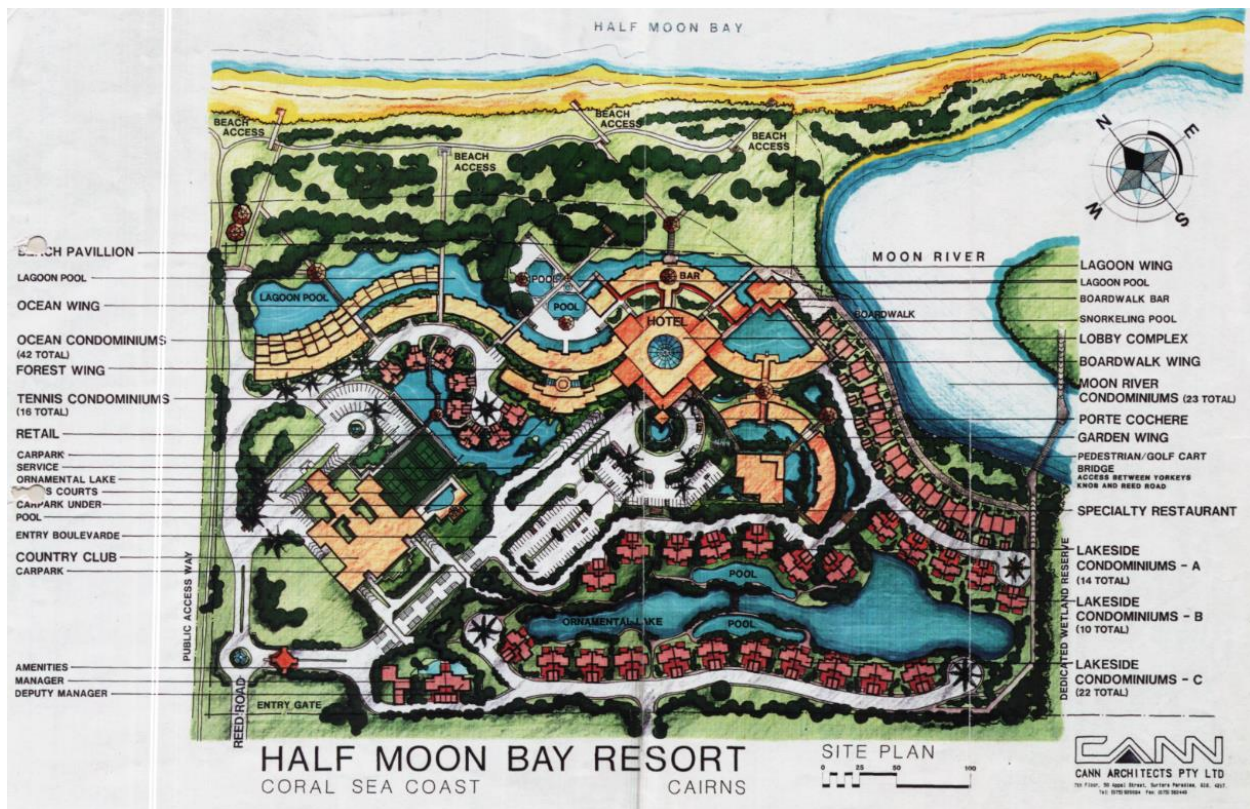 HALF MOON BAY
BEACH
ACCESS
BEACH
ACCESS
BEACH
ACCESS
BEACH
ACCESS
N
E
W
S
PAVILLION
LAGOON POOL
OCEAN WING
OCEAN CONDOMINIUMS
(42 TOTAL)
FOREST WING
TENNIS CONDOMINIUMS
(16 TOTAL)
RETAIL
CARPARK
SERVICE
ORNAMENTAL LAKE
COURTS
CARPARK UNDER
POOL
ENTRY BOULEVARDE
COUNTRY CLUB
CARPARK
AMENITIES
MANAGER
DEPUTY MANAGER
LAGOON POOL
POOL
POOL
BAR
HOTEL
BOARDWALK
MOON RIVER
POOL
ORNAMENTAL LAKE
POOL
PUBLIC ACCESS WAY
REED ROAD
ENTRY GATE
DEDICATED WETLAND RESERVE
LAGOON WING
LAGOON POOL
BOARDWALK BAR
SNORKELING POOL
LOBBY COMPLEX
BOARDWALK WING
MOON RIVER
CONDOMINIUMS (23 TOTAL)
PORTE COCHERE
GARDEN WING
PEDESTRIAN/GOLF CART
BRIDGE
ACCESS BETWEEN YORKEYS
KNOB AND REED ROAD
SPECIALTY RESTAURANT
LAKESIDE
CONDOMINIUMS - A
(14 TOTAL)
LAKESIDE
CONDOMINIUMS - B
(10 TOTAL)
LAKESIDE
CONDOMINIUMS - C
(22 TOTAL)
HALF MOON BAY RESORT
CORAL SEA COAST CAIRNS
SITE PLAN
0 25 50 100
CANN
CANN ARCHITECTS PTY LTD